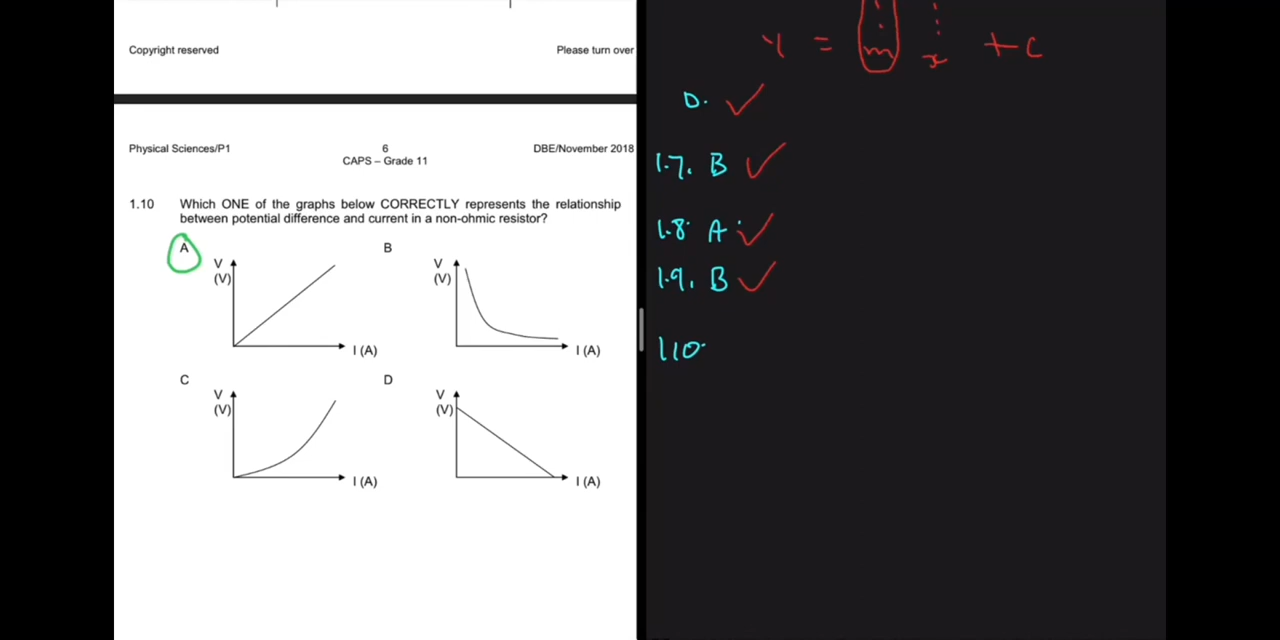 Copyright reserved
Please turn over
Physical Sciences/P1
6
DBE/November 2018
CAPS – Grade 11
1.10 Which ONE of the graphs below CORRECTLY represents the relationship
between potential difference and current in a non-ohmic resistor?
A
B
V
(V)
I (A)
V
(V)
I (A)
C
D
V
(V)
I (A)
V
(V)
I (A)
y = m x + c
D.
1.7. B
1.8. A.
1.9. B
110.